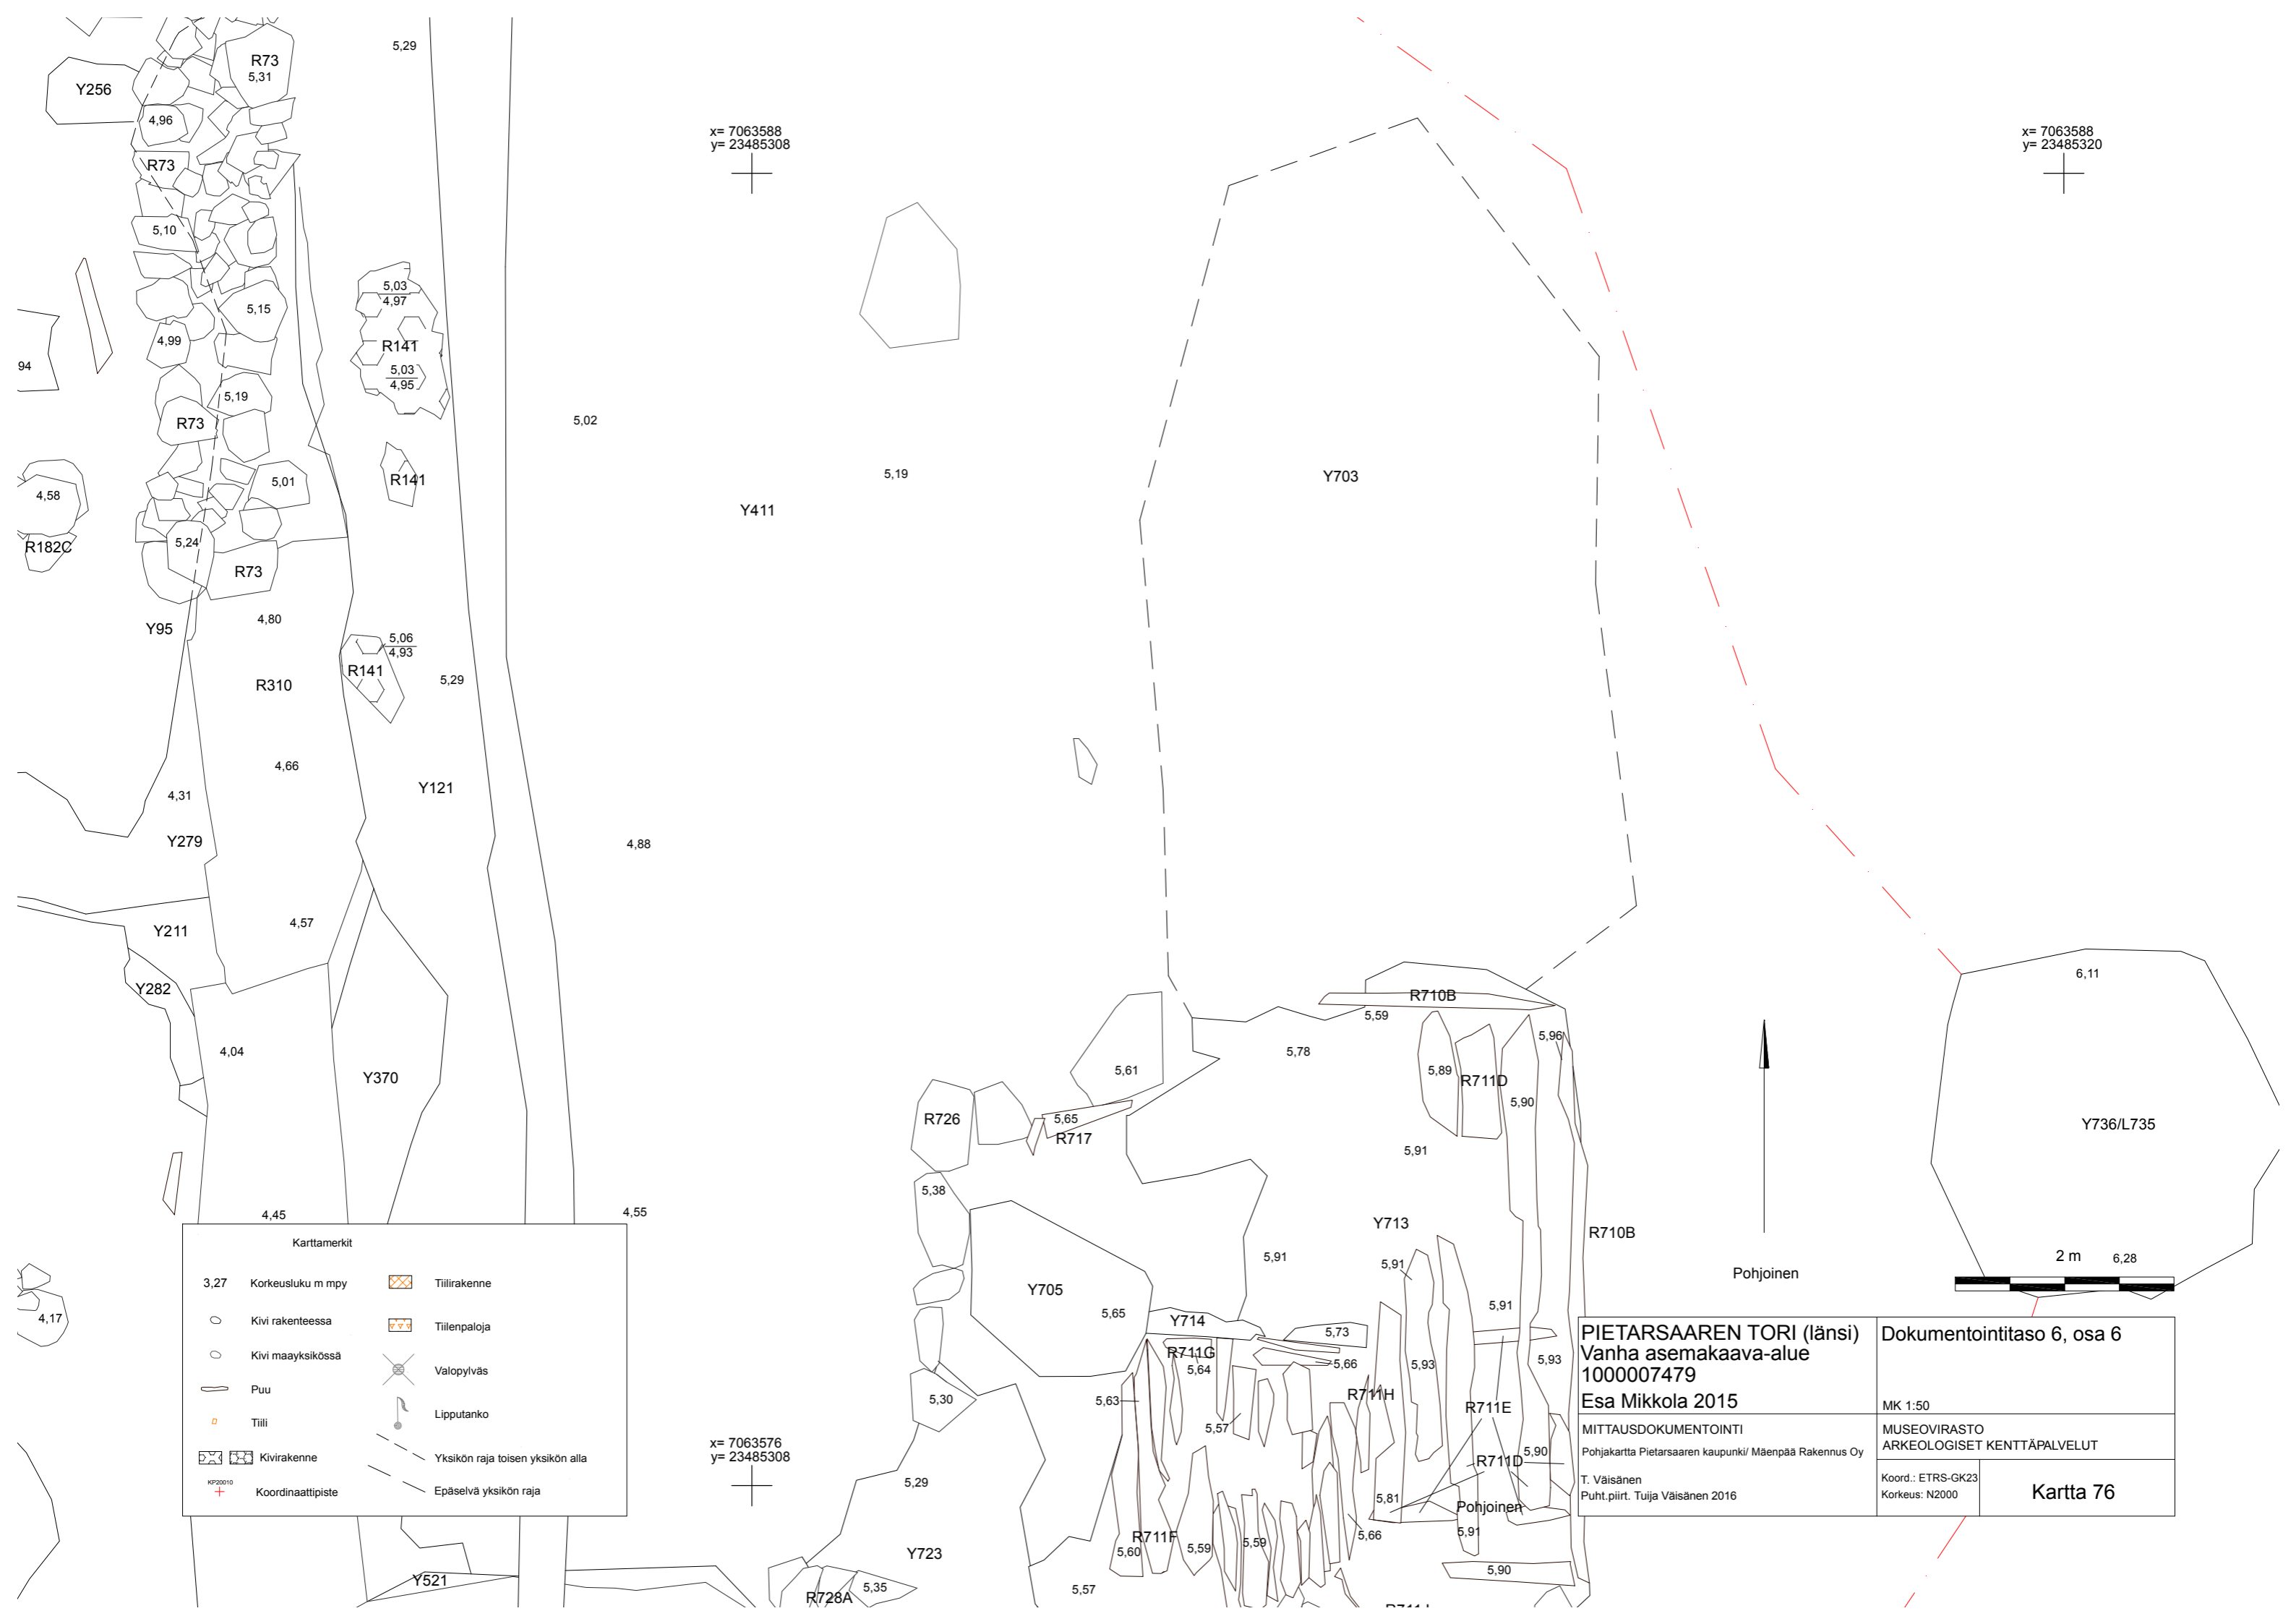 5,29
R73
5,31
Y256
4,96
x= 7063588
y= 23485308
x= 7063588
y= 23485320
R73
5,10
5,03
4,97
5,15
4,99
R141
94
5,03
4,95
5,19
R73
5,02
5,19
Y703
R141
5,01
4,58
Y411
5,24
R182C
R73
4,80
Y95
5,06
4,93
R141
R310
5,29
4,66
Y121
4,31
Y279
4,88
4,57
Y211
6,11
Y282
R710B
5,59
5,96
4,04
5,78
5,61
5,89
Y370
R711D
5,90
R726
5,65
R717
Y736/L735
5,91
5,38
4,45
4,55
Y713
R710B
5,91
5,91
2 m
6,28
Pohjoinen
Y705
5,65
5,91
4,17
Y714
5,73
R711G
5,64
5,66
5,93
5,93
5,63
R711H
5,30
R711E
5,57
x= 7063576
y= 23485308
5,90
R711D
5,29
5,81
Pohjoinen
5,91
5,66
R711F
5,59
5,59
5,60
Y723
5,90
Y521
5,35
5,57
R728A
Karttamerkit
3,27 Korkeusluku m mpy
Kivi rakenteessa
Kivi maayksikössä
Puu
Tiili
Kivirakenne
KP20010
Koordinaattipiste
Tiilirakenne
Tiilenpaloja
Valopylväs
Lipputanko
Yksikön raja toisen yksikön alla
Epäselvä yksikön raja
PIETARSAAREN TORI (länsi)
Vanha asemakaava-alue
1000007479
Esa Mikkola 2015
Dokumentointitaso 6, osa 6
MK 1:50
MITTAUSDOKUMENTOINTI
Pohjakartta Pietarsaaren kaupunki/ Mäenpää Rakennus Oy
T. Väisänen
Puht.piirt. Tuija Väisänen 2016
MUSEOVIRASTO
ARKEOLOGISET KENTTÄPALVELUT
Koord.: ETRS-GK23
Korkeus: N2000
Kartta 76